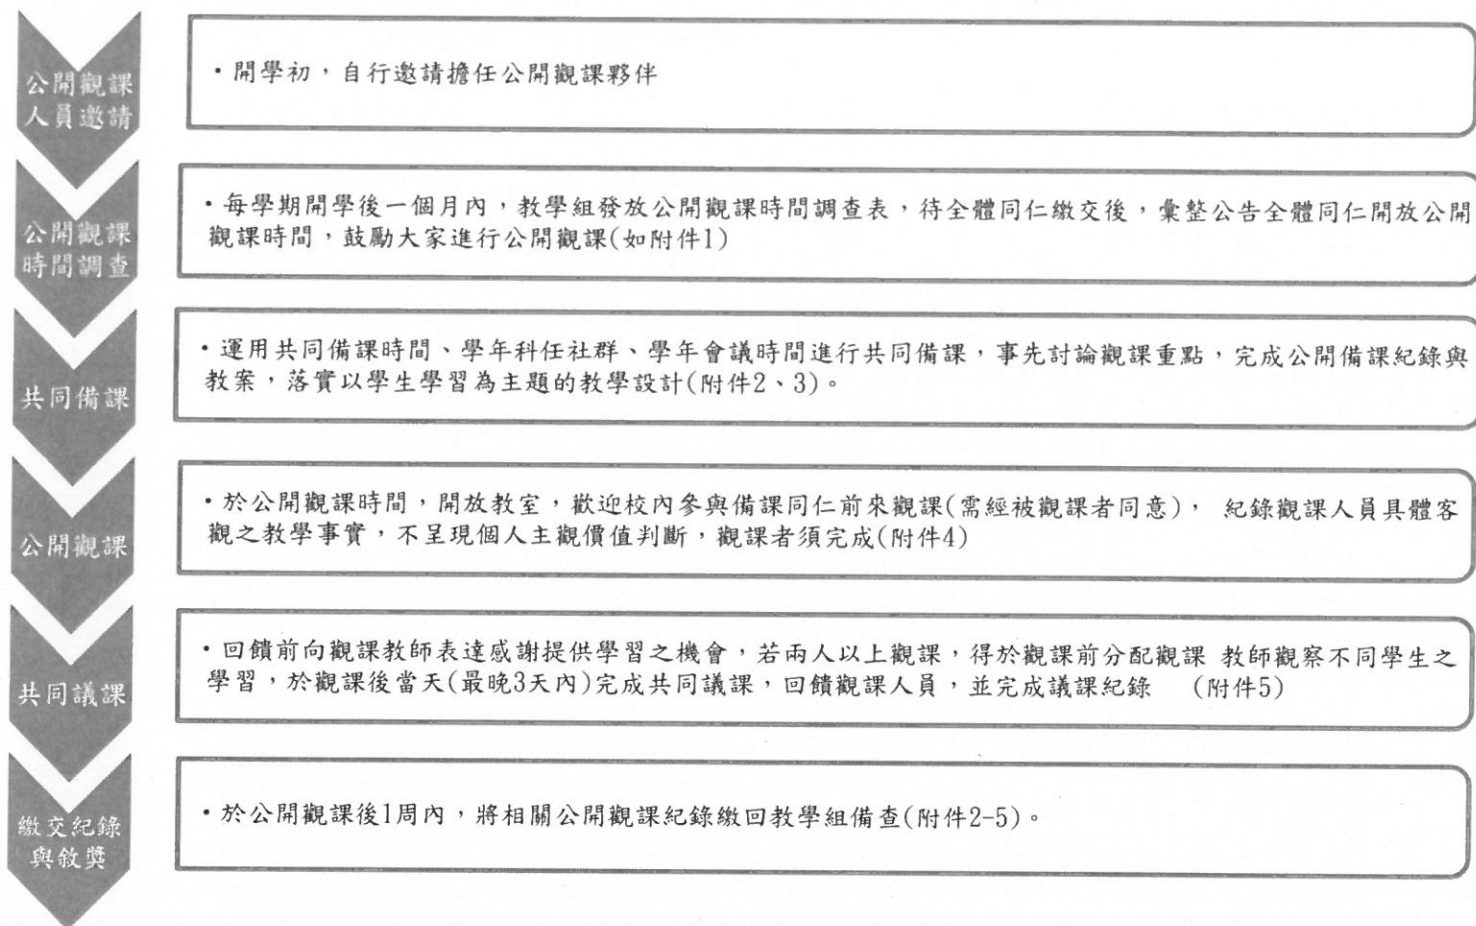 公開觀課
人員邀請
・開學初，自行邀請擔任公開觀課夥伴
公開觀課
時間調查
・每學期開學後一個月內，教學組發放公開觀課時間調查表，待全體同仁繳交後，彙整公告全體同仁開放公開
觀課時間，鼓勵大家進行公開觀課(如附件1)
共同備課
・運用共同備課時間、學年科任社群、學年會議時間進行共同備課，事先討論觀課重點，完成公開備課紀錄與
教案，落實以學生學習為主題的教學設計(附件2、3)。
公開觀課
・於公開觀課時間，開放教室，歡迎校內參與備課同仁前來觀課(需經被觀課者同意)， 紀錄觀課人員具體客
觀之教學事實，不呈現個人主觀價值判斷，觀課者須完成(附件4)
共同議課
・回饋前向觀課教師表達感謝提供學習之機會，若兩人以上觀課，得於觀課前分配觀課 教師觀察不同學生之
學習，於觀課後當天(最晚3天內)完成共同議課，回饋觀課人員，並完成議課紀錄 (附件5)
繳交紀錄
與敘獎
・於公開觀課後1周內，將相關公開觀課紀錄繳回教學組備查(附件2-5)。